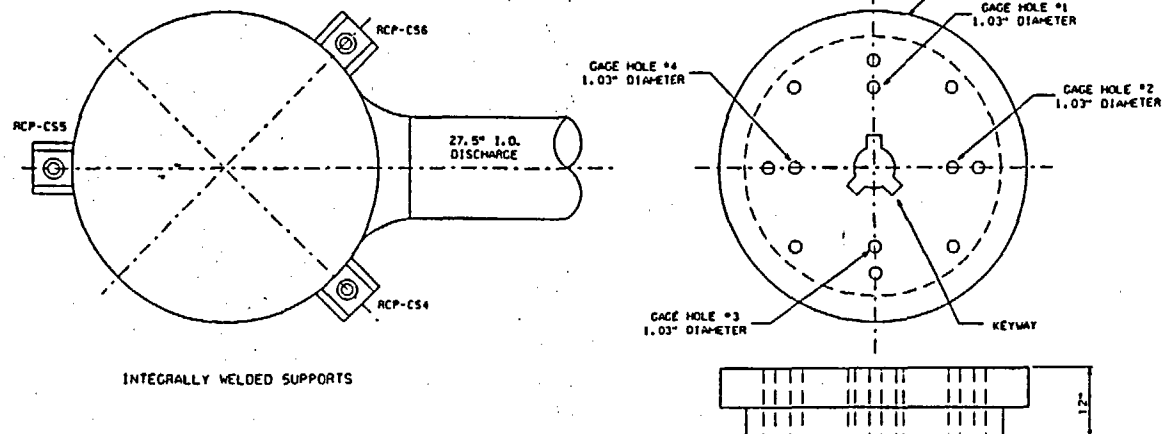 RCP-CS6
RCP-CS5
27.5" I.D.
DISCHARGE
RCP-CS4
INTEGRALLY WELDED SUPPORTS
GAGE HOLE #1
1.03" DIAMETER
GAGE HOLE #4
1.03" DIAMETER
GAGE HOLE #2
1.03" DIAMETER
GAGE HOLE #3
1.03" DIAMETER
KEYWAY
12"